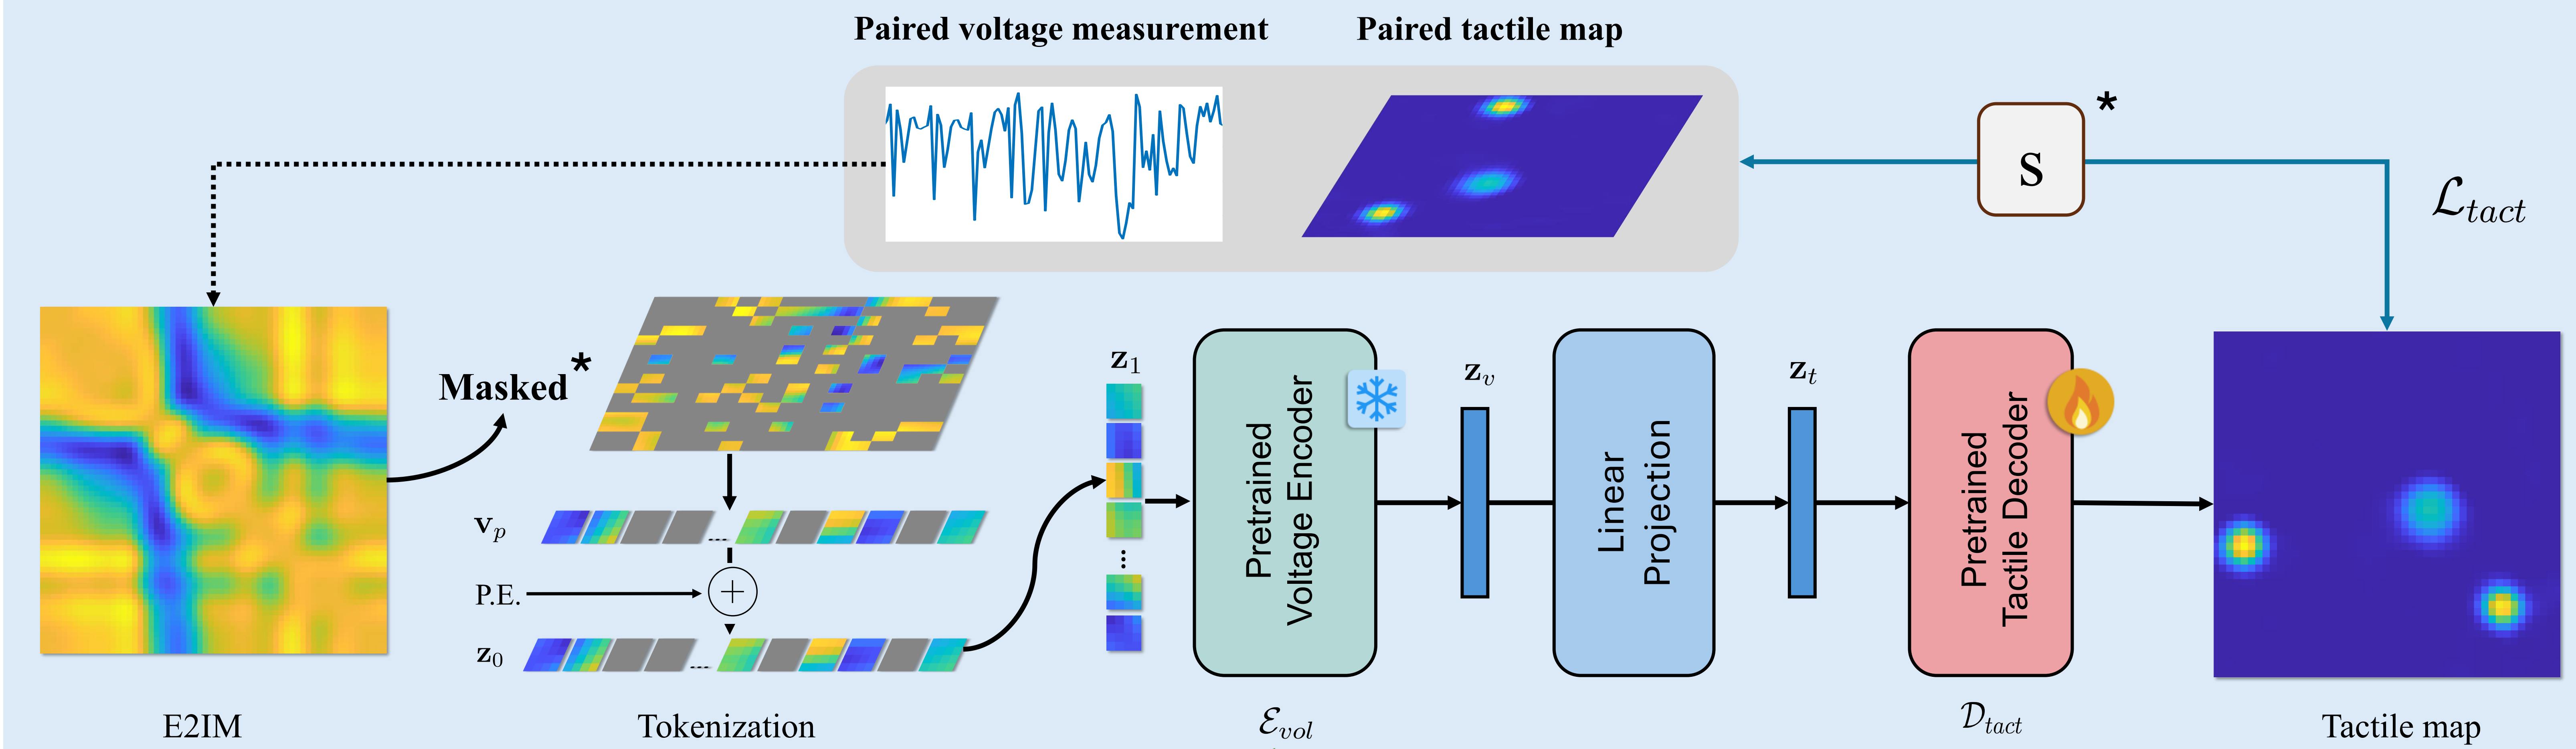 Paired voltage measurement
Paired tactile map
S
*
ℒ_tact
Masked*
v_p
P.E.
+
z_0
z_1
Pretrained
Voltage Encoder
z_v
Linear
Projection
z_t
Pretrained
Tactile Decoder
E2IM
Tokenization
ℰ_vol
𝒟_tact
Tactile map